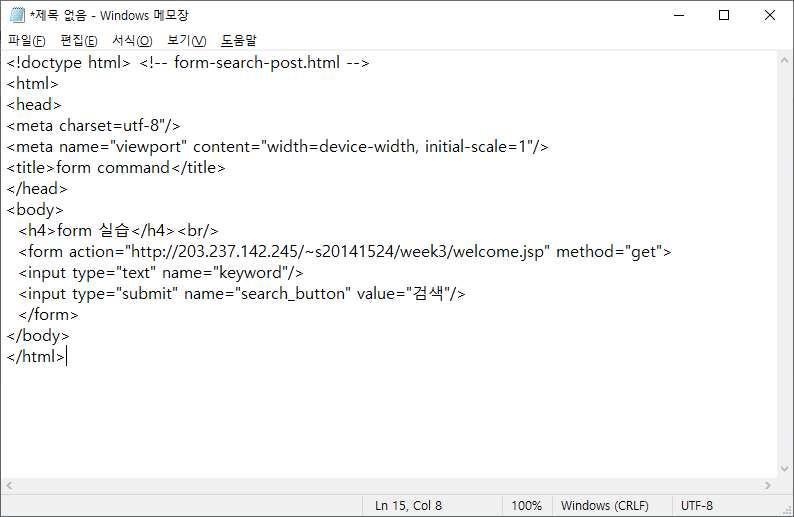 *제목 없음 - Windows 메모장
파일(F) 편집(E) 서식(O) 보기(V) 도움말
<!doctype html> <!-- form-search-post.html -->
<html>
<head>
<meta charset=utf-8"/>
<meta name="viewport" content="width=device-width, initial-scale=1"/>
<title>form command</title>
</head>
<body>
<h4>form 실습</h4><br/>
<form action="http://203.237.142.245/~s20141524/week3/welcome.jsp" method="get">
<input type="text" name="keyword"/>
<input type="submit" name="search_button" value="검색"/>
</form>
</body>
</html>
Ln 15, Col 8 100% Windows (CRLF) UTF-8